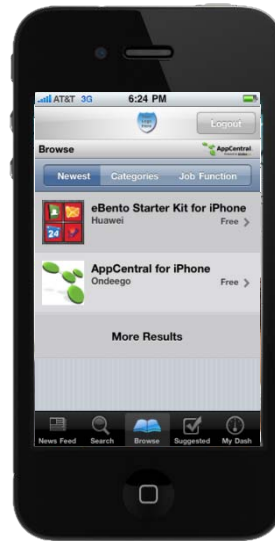 AT&T 3G 6:24 PM
Logout
Browse AppCentral
Newest Categories Job Function
24
eBento Starter Kit for iPhone
Huawei Free
AppCentral for iPhone
Ondeego Free
More Results
News Feed Search Browse Suggested My Dash